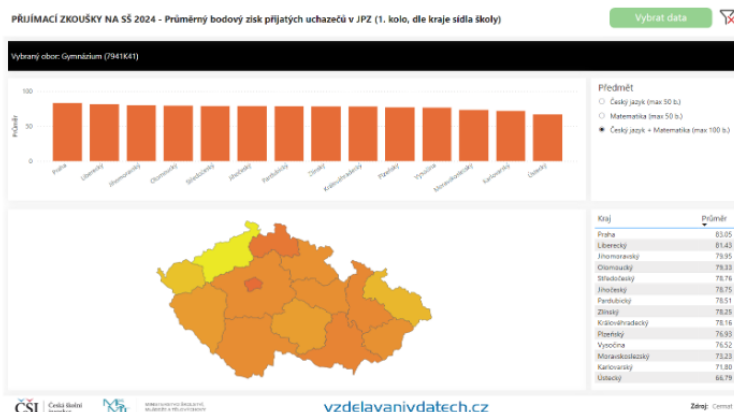 PŘIJÍMACÍ ZKOUŠKY NA SŠ 2024 - Průměrný bodový zisk přijatých uchazečů v JPZ (1. kolo, dle kraje sídla školy)
Vybrat data
Vybraný obor: Gymnázium (7941K41)
Průměr
100
50
0
Praha
Liberecký
Jihomoravský
Olomoucký
Středočeský
Jihočeský
Pardubický
Zlínský
Královéhradecký
Plzeňský
Vysočina
Moravskoslezský
Karlovarský
Ústecký
Předmět
Český jazyk (max 50 b.)
Matematika (max 50 b.)
Český jazyk + Matematika (max 100 b.)
Kraj Průměr
Praha 83.05
Liberecký 81.43
Jihomoravský 79.95
Olomoucký 79.33
Středočeský 78.76
Jihočeský 78.75
Pardubický 78.51
Zlínský 78.25
Královéhradecký 78.16
Plzeňský 76.93
Vysočina 76.52
Moravskoslezský 73.23
Karlovarský 71.80
Ústecký 66.79
ČŠI Česká školní
vzdelavanivdatech.cz
Zdroj: Cermat